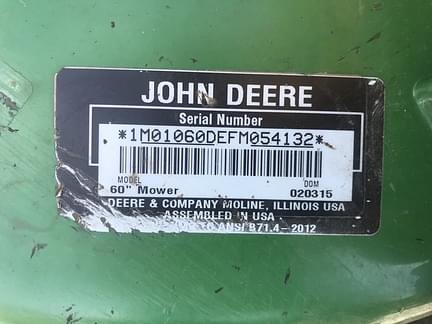 JOHN DEERE
Serial Number
*1M01060DEFM054132*
MODEL DOM
60" Mower 020315
DEERE & COMPANY MOLINE, ILLINOIS USA
ASSEMBLED IN USA
TO ANSI B71.4-2012